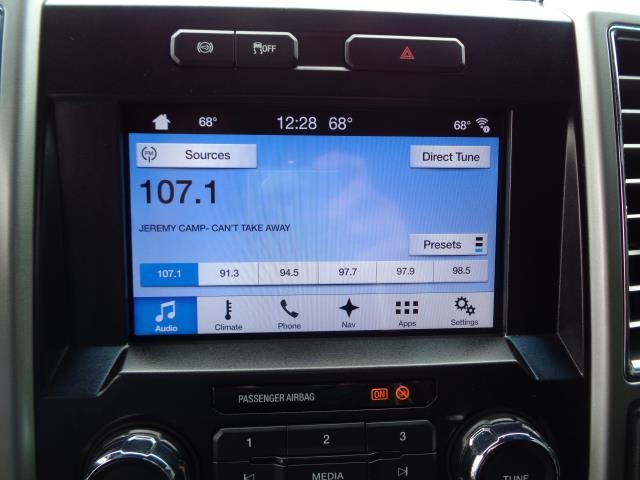 OFF
68° 12:28 68° 68°
FM Sources Direct Tune
107.1
JEREMY CAMP- CAN'T TAKE AWAY
Presets
107.1 91.3 94.5 97.7 97.9 98.5
Audio Climate Phone Nav Apps Settings
PASSENGER AIRBAG ON
1 2 3
MEDIA TUNE